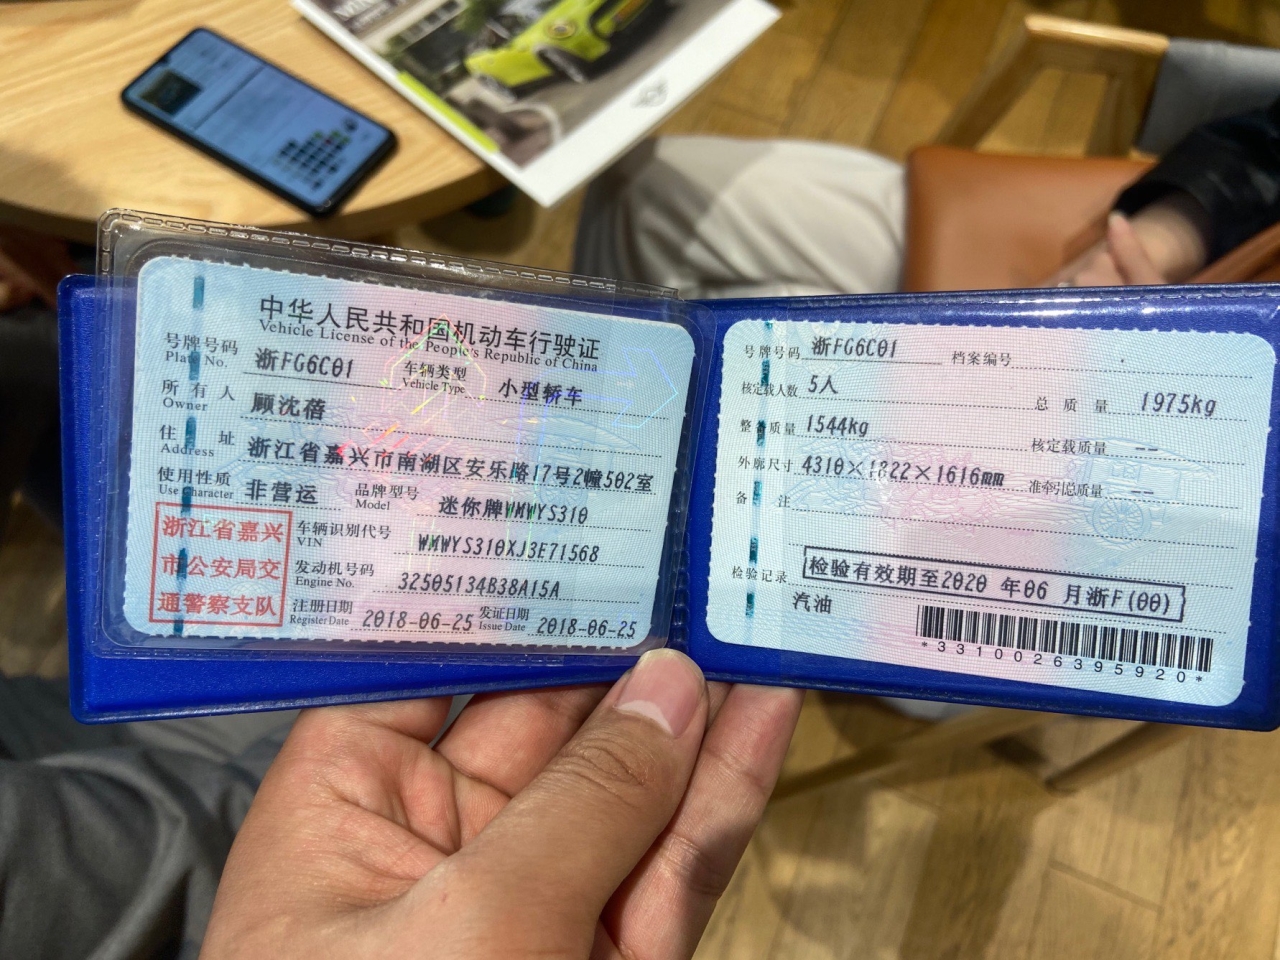 中华人民共和国机动车行驶证
Vehicle License of the People's Republic of China
号牌号码 浙FG6C01 车辆类型 小型轿车
Plate No. Vehicle Type
所有人 顾沈蓓
Owner
住址 浙江省嘉兴市南湖区安乐路17号2幢502室
Address
使用性质 非营运 品牌型号 迷你牌WMWYS310
Use Character Model
浙江省嘉兴
市公安局交
通警察支队
车辆识别代号 WMWYS310XJ3E71568
VIN
发动机号码 32505134B38A15A
Engine No.
注册日期 2018-06-25 发证日期 2018-06-25
Register Date Issue Date
号牌号码 浙FG6C01 档案编号
核定载人数 5人 总质量 1975kg
整备质量 1544kg 核定载质量 --
外廓尺寸 4310×1822×1616mm 准牵引总质量 --
备注
检验记录 检验有效期至2020 年06 月浙F(00)
汽油
*3310026395920*